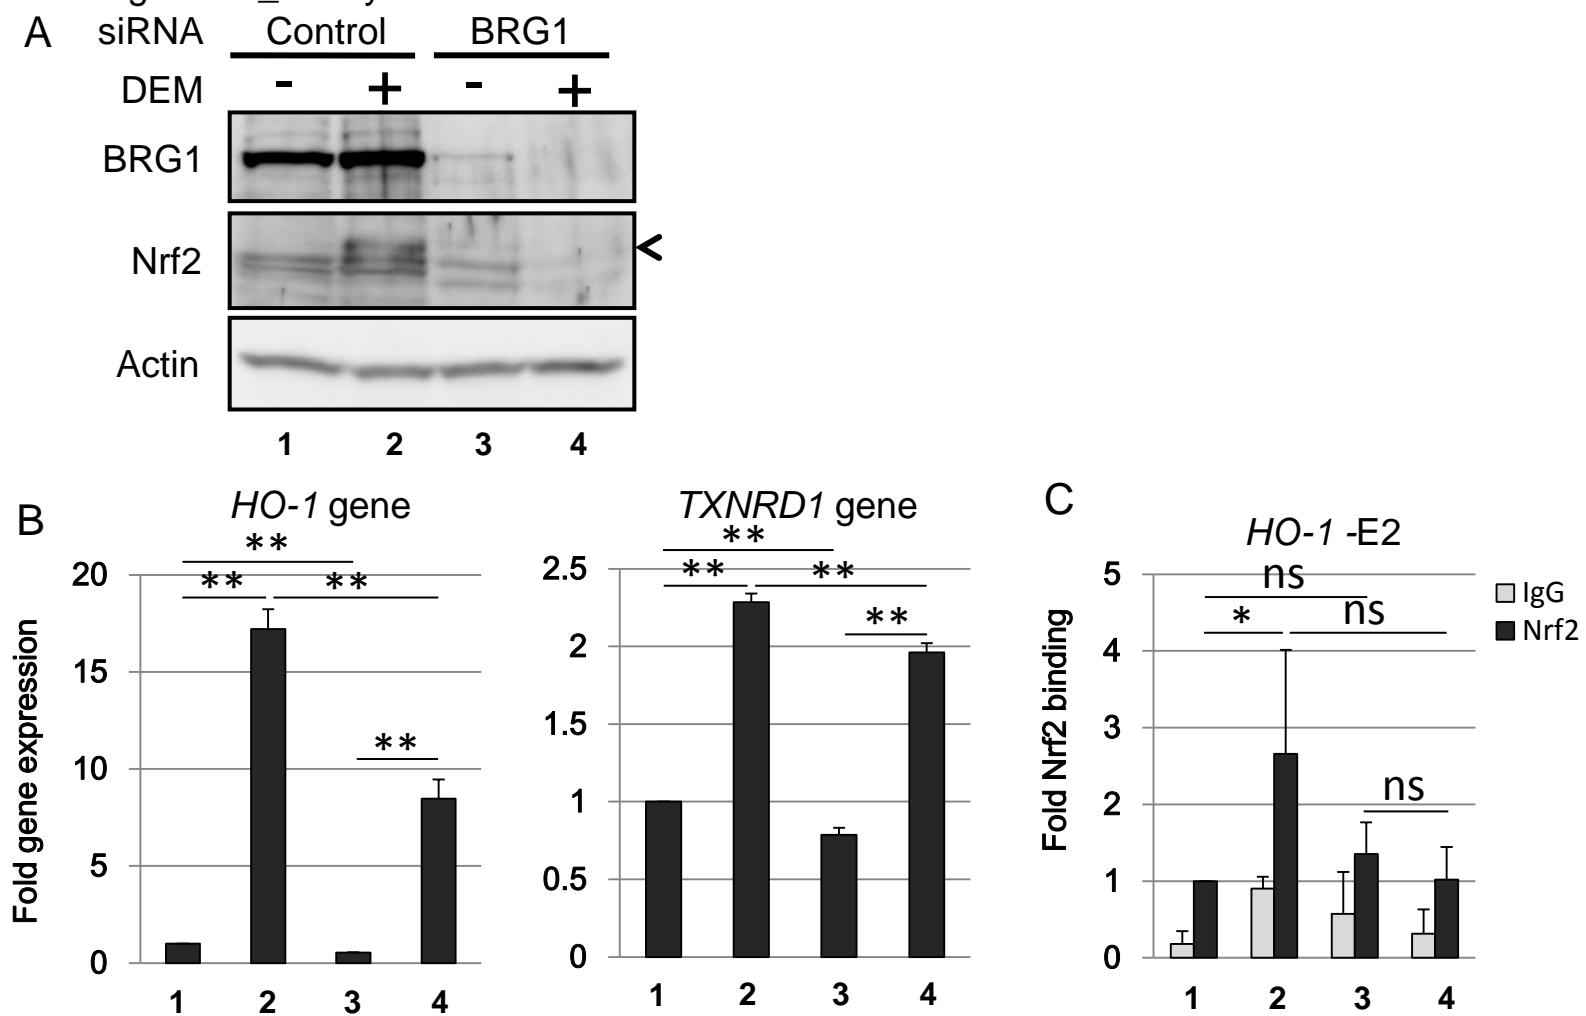 A siRNA Control BRG1
DEM - + - +
BRG1
Nrf2 <
Actin
1 2 3 4
B HO-1 gene
Fold gene expression
** ** ** **
20
15
10
5
0
1 2 3 4
TXNRD1 gene
** ** ** **
2.5
2
1.5
1
0.5
0
1 2 3 4
C HO-1 -E2
Fold Nrf2 binding
ns * ns ns
5
4
3
2
1
0
1 2 3 4
IgG
Nrf2